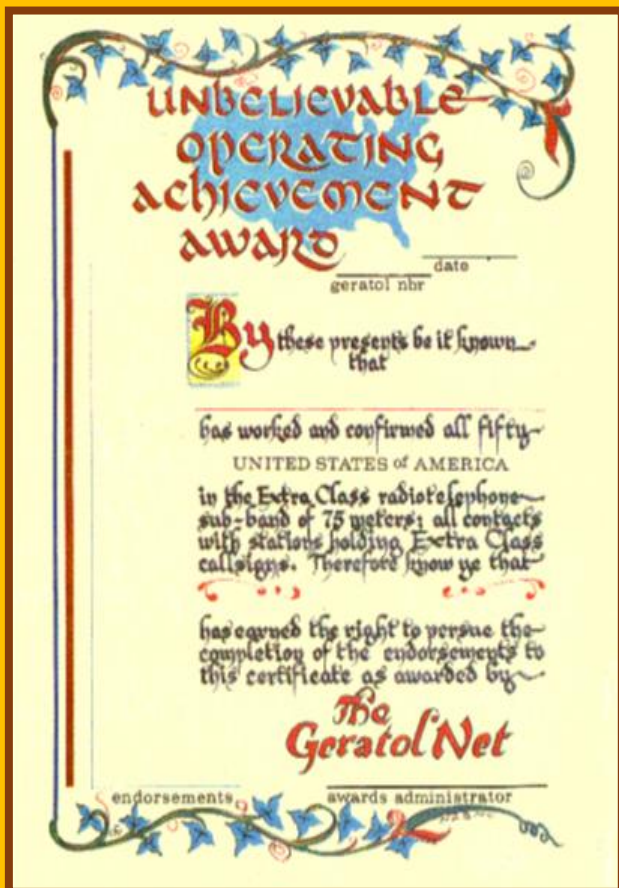 UNBELIEVABLE
OPERATING
ACHIEVEMENT
AWARD
date
geratol nbr
By these presents be it known
that
has worked and confirmed all fifty
UNITED STATES of AMERICA
in the Extra Class radiotelephone
sub-band of 75 meters; all contacts
with stations holding Extra Class
callsigns. Therefore know ye that
has earned the right to persue the
completion of the endorsements to
this certificate as awarded by
The
Geratol Net
endorsements
awards administrator